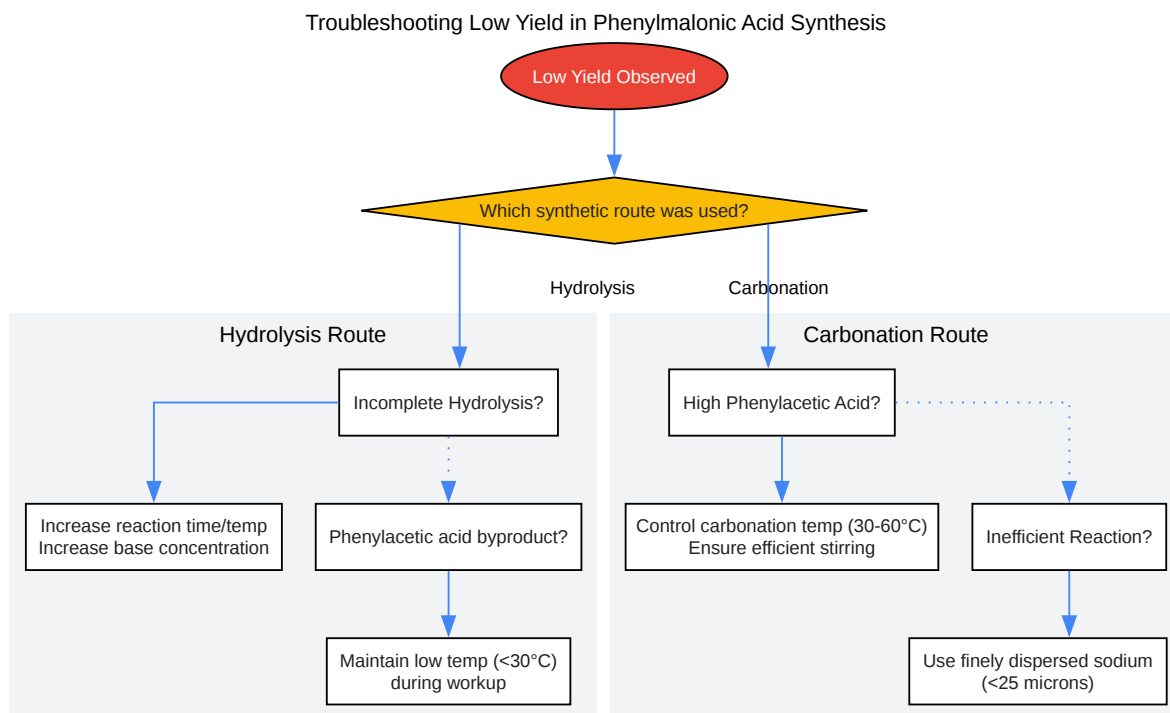 Troubleshooting Low Yield in Phenylmalonic Acid Synthesis
Low Yield Observed
Which synthetic route was used?
Hydrolysis
Carbonation
Hydrolysis Route
Incomplete Hydrolysis?
Increase reaction time/temp
Increase base concentration
Phenylacetic acid byproduct?
Maintain low temp (<30°C)
during workup
Carbonation Route
High Phenylacetic Acid?
Control carbonation temp (30-60°C)
Ensure efficient stirring
Inefficient Reaction?
Use finely dispersed sodium
(<25 microns)